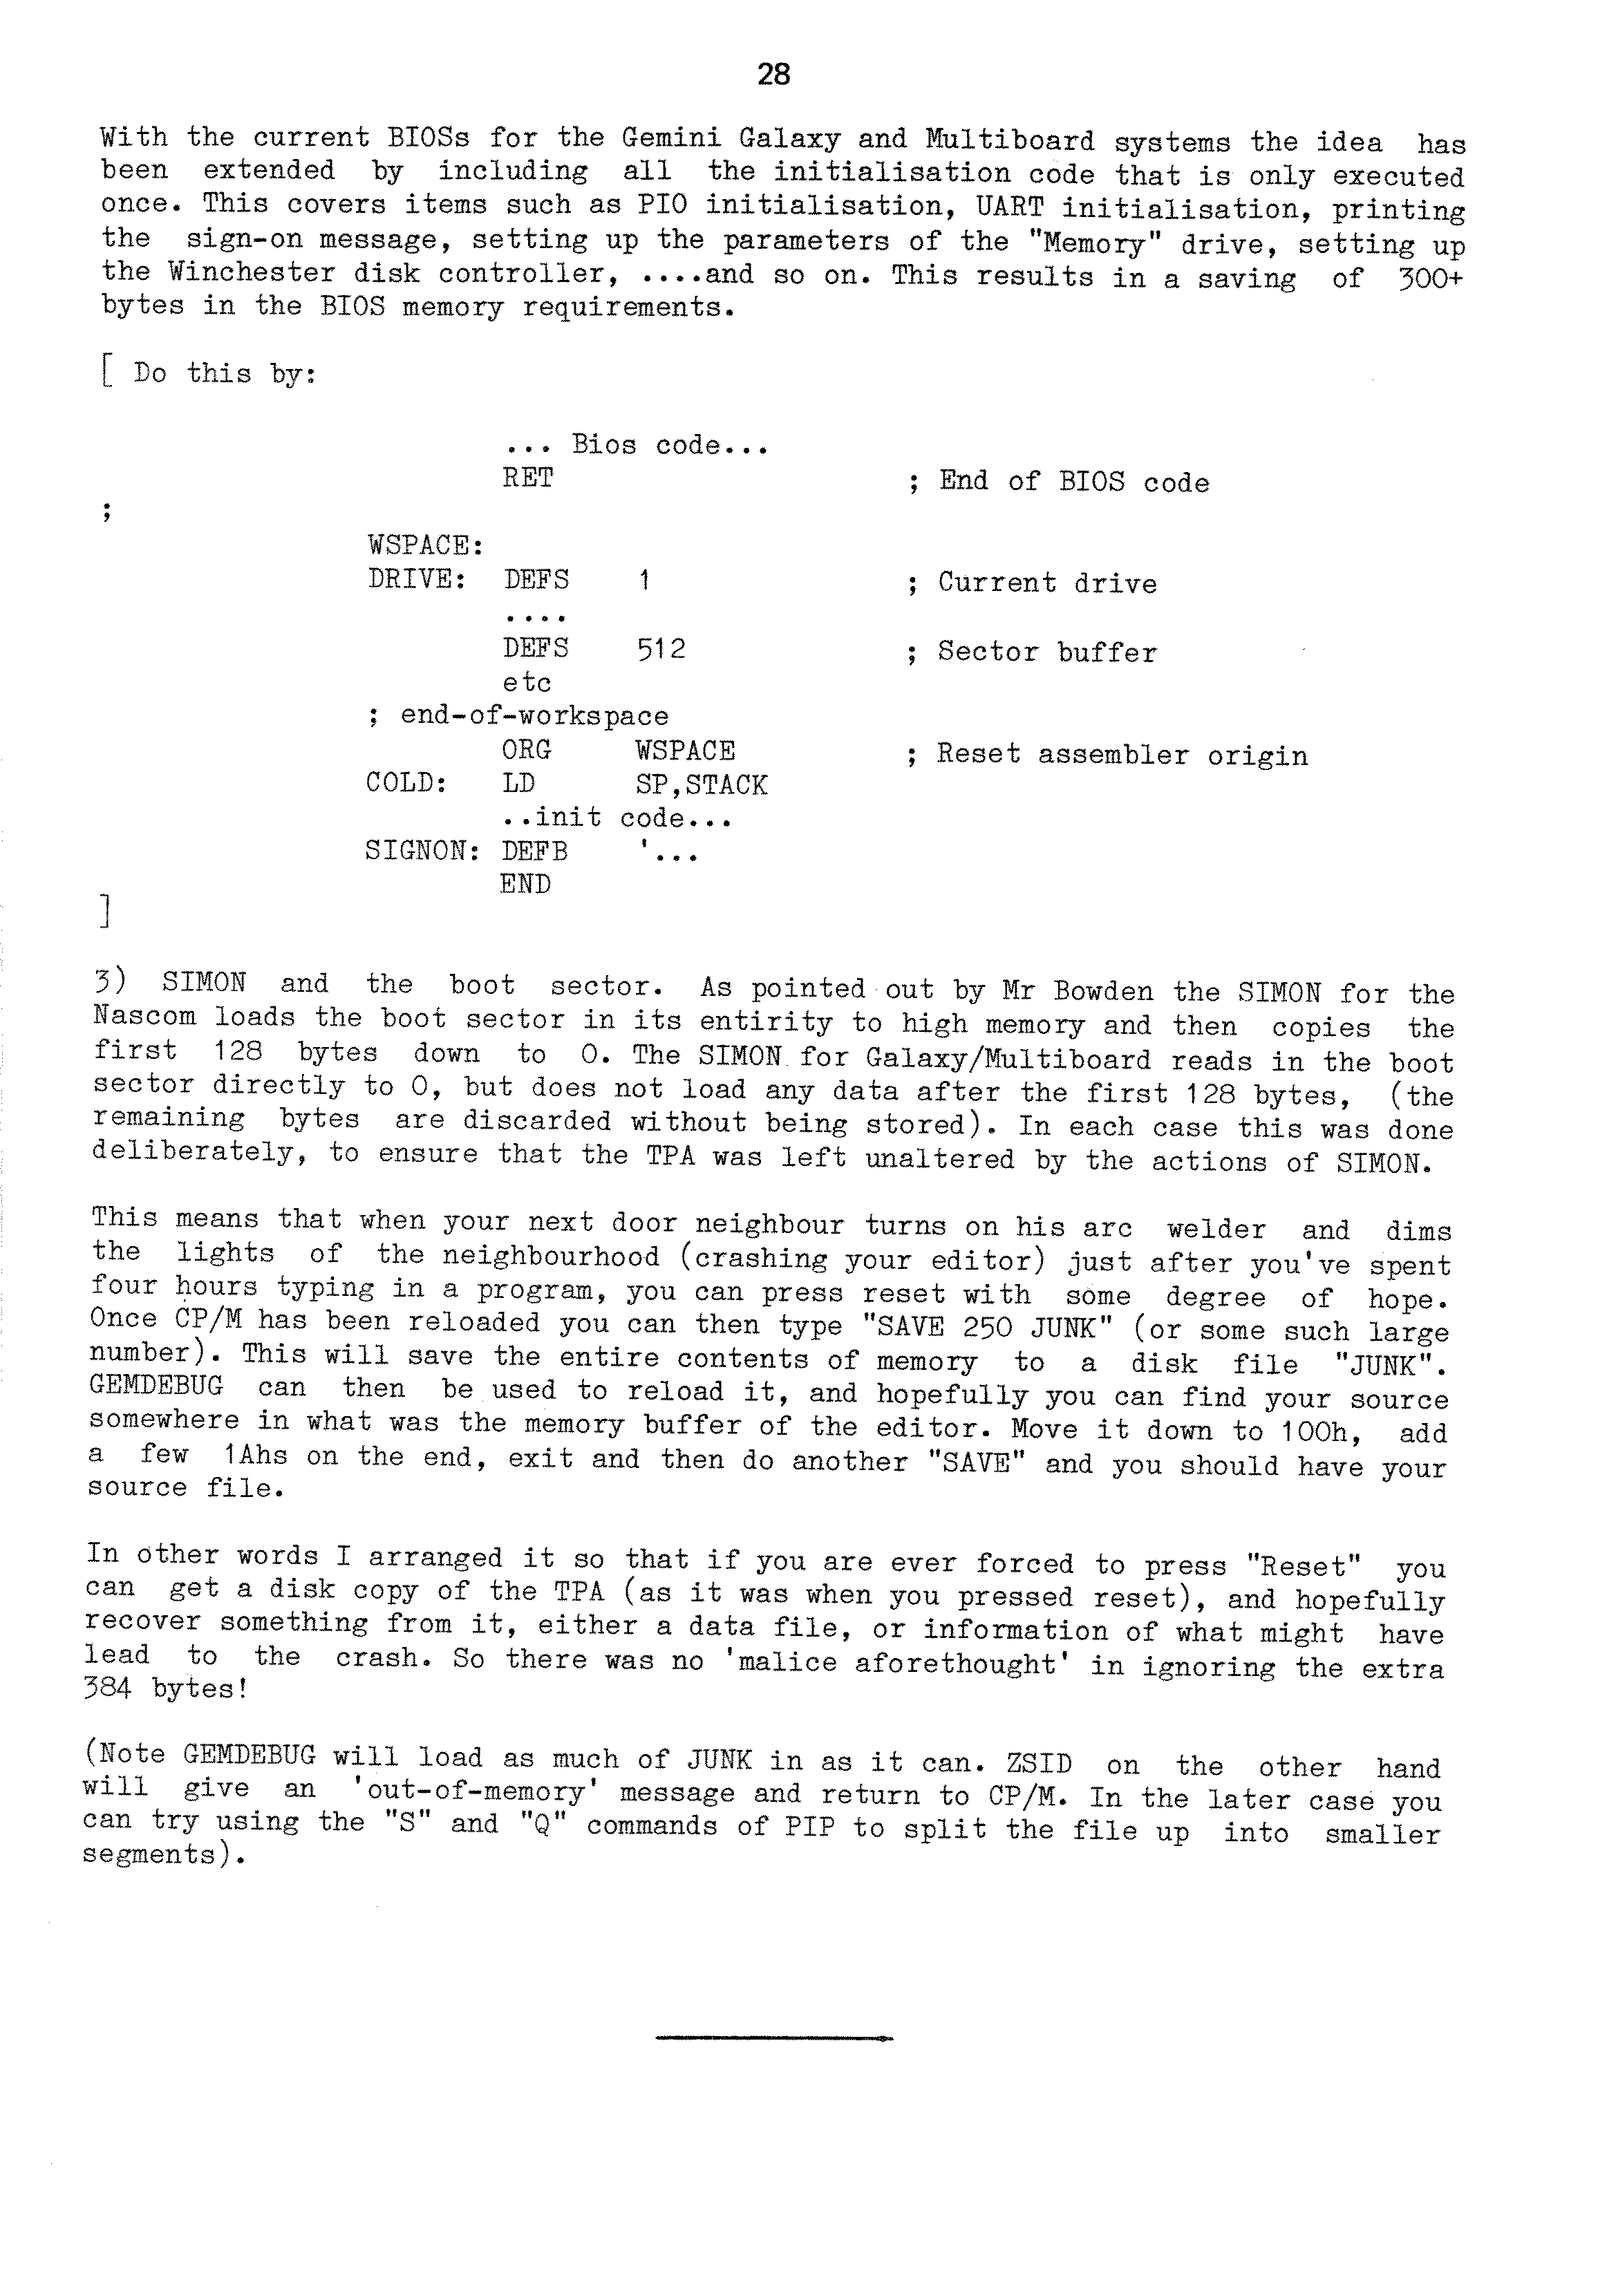 28
With the current BIOSs for the Gemini Galaxy and Multiboard systems the idea has
been extended by including all the initialisation code that is only executed
once. This covers items such as PIO initialisation, UART initialisation, printing
the sign-on message, setting up the parameters of the "Memory" drive, setting up
the Winchester disk controller, ....and so on. This results in a saving of 300+
bytes in the BIOS memory requirements.
[ Do this by:
... Bios code...
RET ; End of BIOS code
;
WSPACE:
DRIVE: DEFS 1 ; Current drive
....
DEFS 512 ; Sector buffer
etc
; end-of-workspace
ORG WSPACE ; Reset assembler origin
COLD: LD SP,STACK
..init code...
SIGNON: DEFB '...
END
]
3) SIMON and the boot sector. As pointed out by Mr Bowden the SIMON for the
Nascom loads the boot sector in its entirity to high memory and then copies the
first 128 bytes down to 0. The SIMON for Galaxy/Multiboard reads in the boot
sector directly to 0, but does not load any data after the first 128 bytes, (the
remaining bytes are discarded without being stored). In each case this was done
deliberately, to ensure that the TPA was left unaltered by the actions of SIMON.
This means that when your next door neighbour turns on his arc welder and dims
the lights of the neighbourhood (crashing your editor) just after you've spent
four hours typing in a program, you can press reset with some degree of hope.
Once CP/M has been reloaded you can then type "SAVE 250 JUNK" (or some such large
number). This will save the entire contents of memory to a disk file "JUNK".
GEMDEBUG can then be used to reload it, and hopefully you can find your source
somewhere in what was the memory buffer of the editor. Move it down to 100h, add
a few 1Ahs on the end, exit and then do another "SAVE" and you should have your
source file.
In other words I arranged it so that if you are ever forced to press "Reset" you
can get a disk copy of the TPA (as it was when you pressed reset), and hopefully
recover something from it, either a data file, or information of what might have
lead to the crash. So there was no 'malice aforethought' in ignoring the extra
384 bytes!
(Note GEMDEBUG will load as much of JUNK in as it can. ZSID on the other hand
will give an 'out-of-memory' message and return to CP/M. In the later case you
can try using the "S" and "Q" commands of PIP to split the file up into smaller
segments).